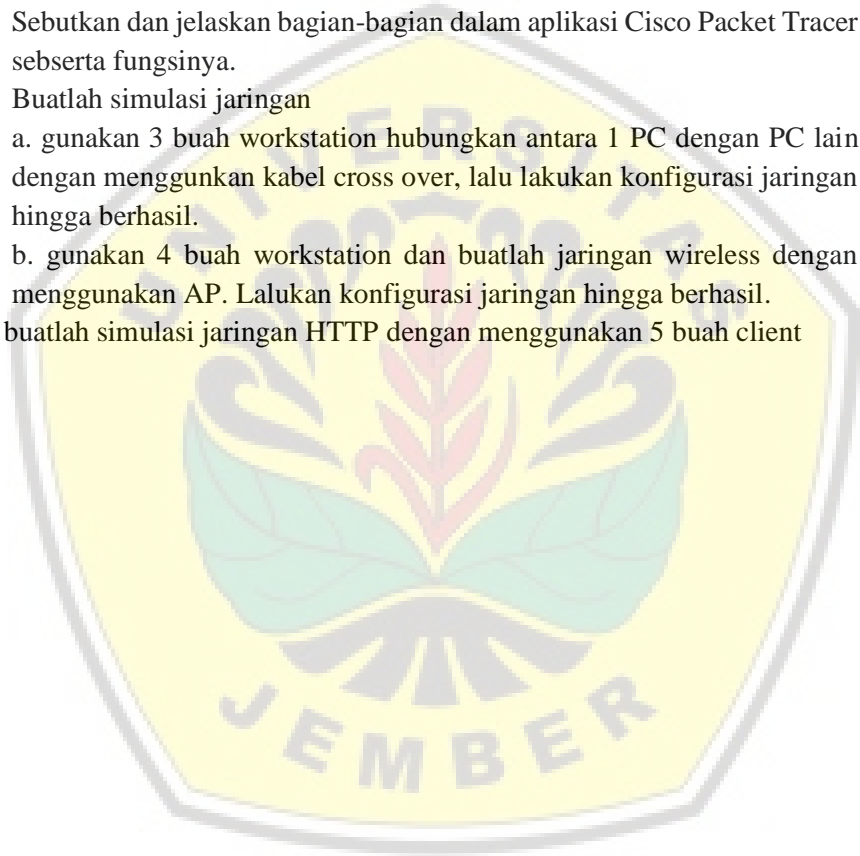 Sebutkan dan jelaskan bagian-bagian dalam aplikasi Cisco Packet Tracer
sebserta fungsinya.
Buatlah simulasi jaringan
a. gunakan 3 buah workstation hubungkan antara 1 PC dengan PC lain
dengan menggunkan kabel cross over, lalu lakukan konfigurasi jaringan
hingga berhasil.
b. gunakan 4 buah workstation dan buatlah jaringan wireless dengan
menggunakan AP. Lalukan konfigurasi jaringan hingga berhasil.
buatlah simulasi jaringan HTTP dengan menggunakan 5 buah client
UNIVERSITAS
JEMBER